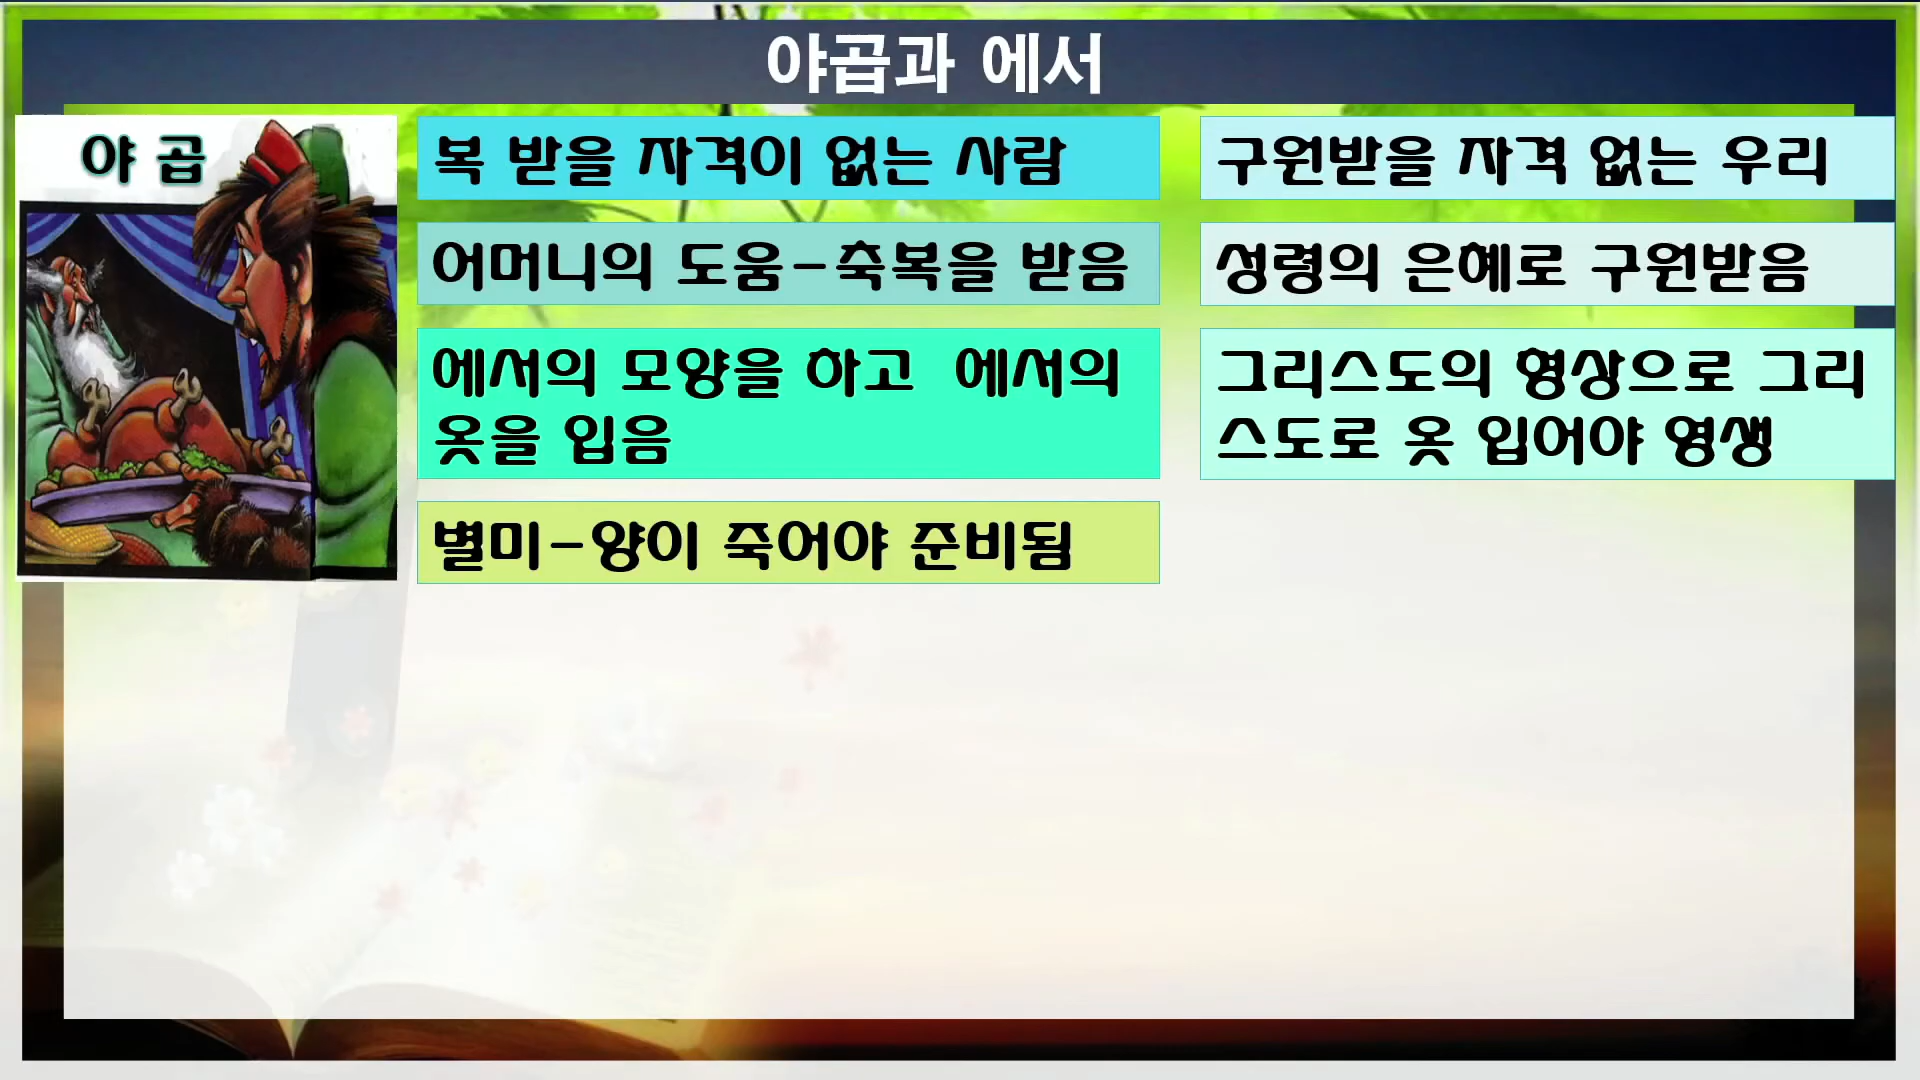 야곱과 에서
야 곱
복 받을 자격이 없는 사람
구원받을 자격 없는 우리
어머니의 도움-축복을 받음
성령의 은혜로 구원받음
에서의 모양을 하고 에서의
옷을 입음
그리스도의 형상으로 그리
스도로 옷 입어야 영생
별미-양이 죽어야 준비됨